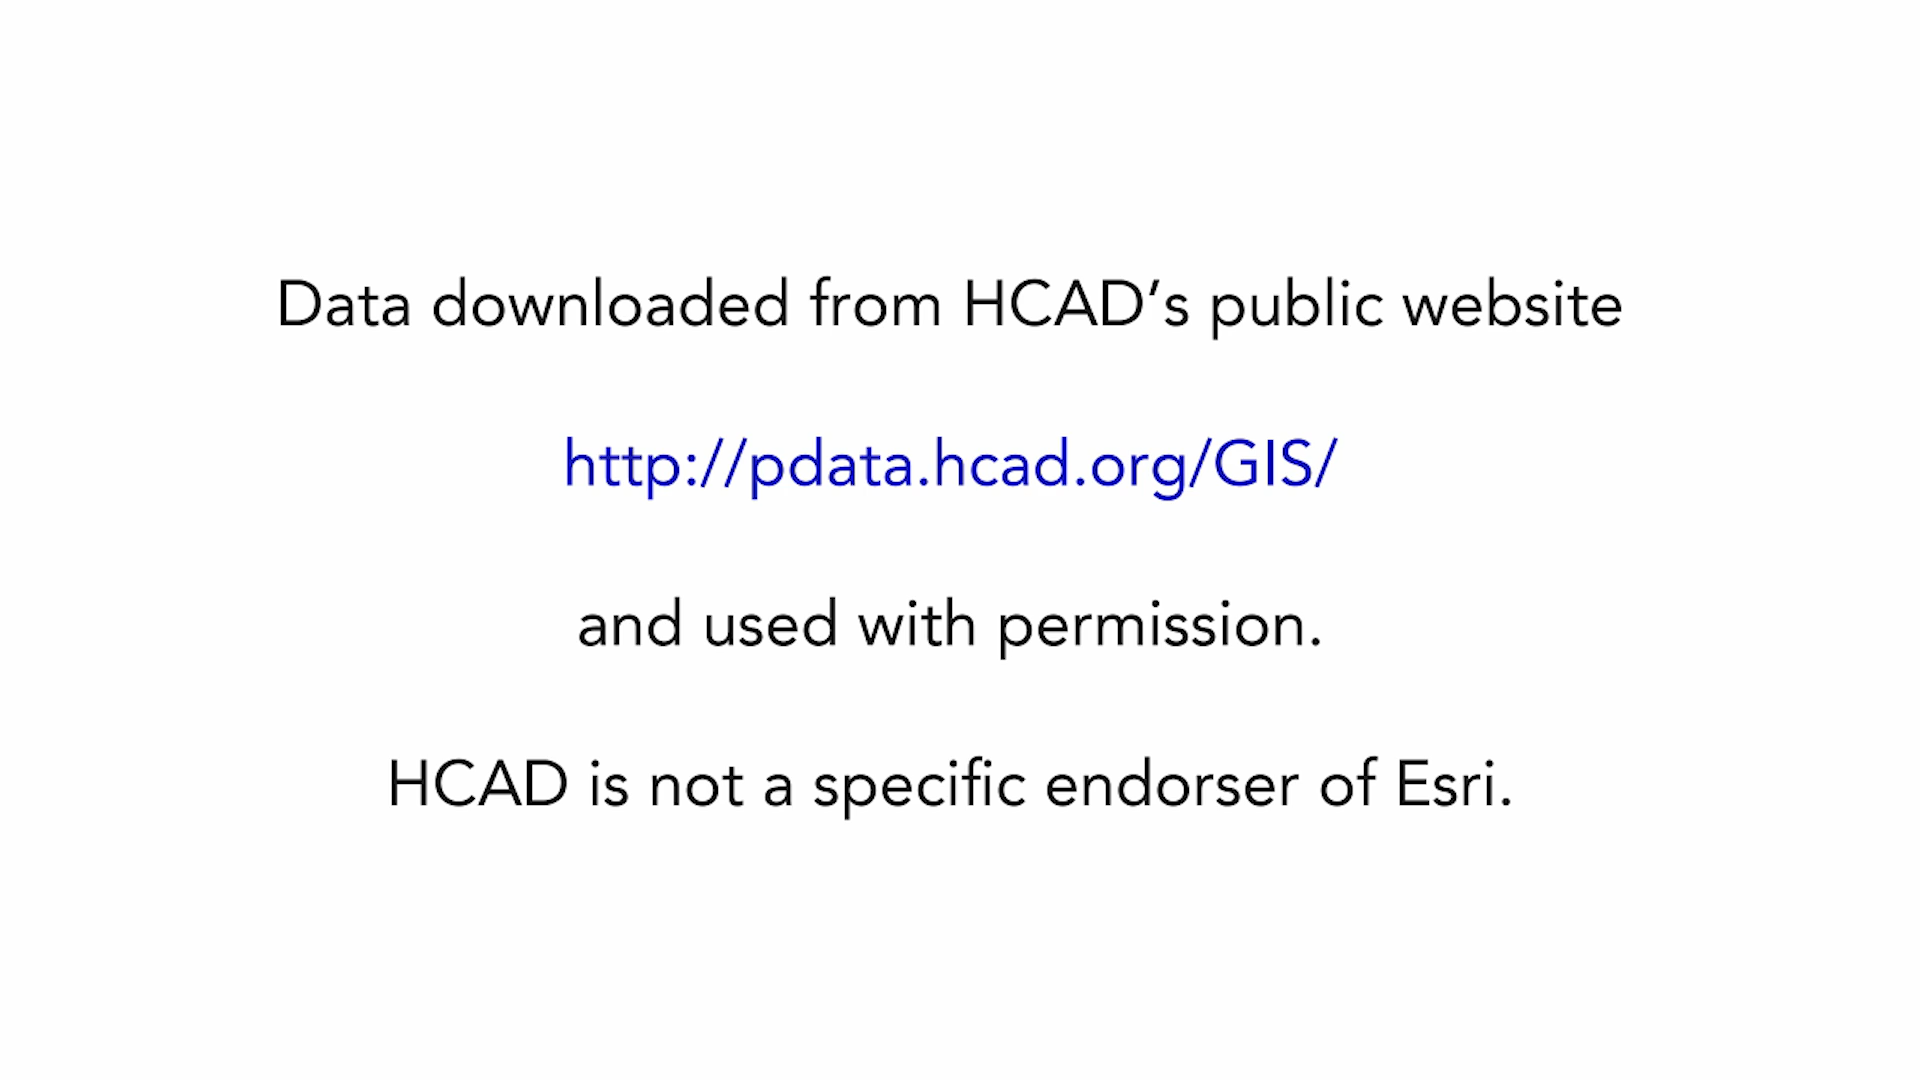 Data downloaded from HCAD’s public website
http://pdata.hcad.org/GIS/
and used with permission.
HCAD is not a specific endorser of Esri.